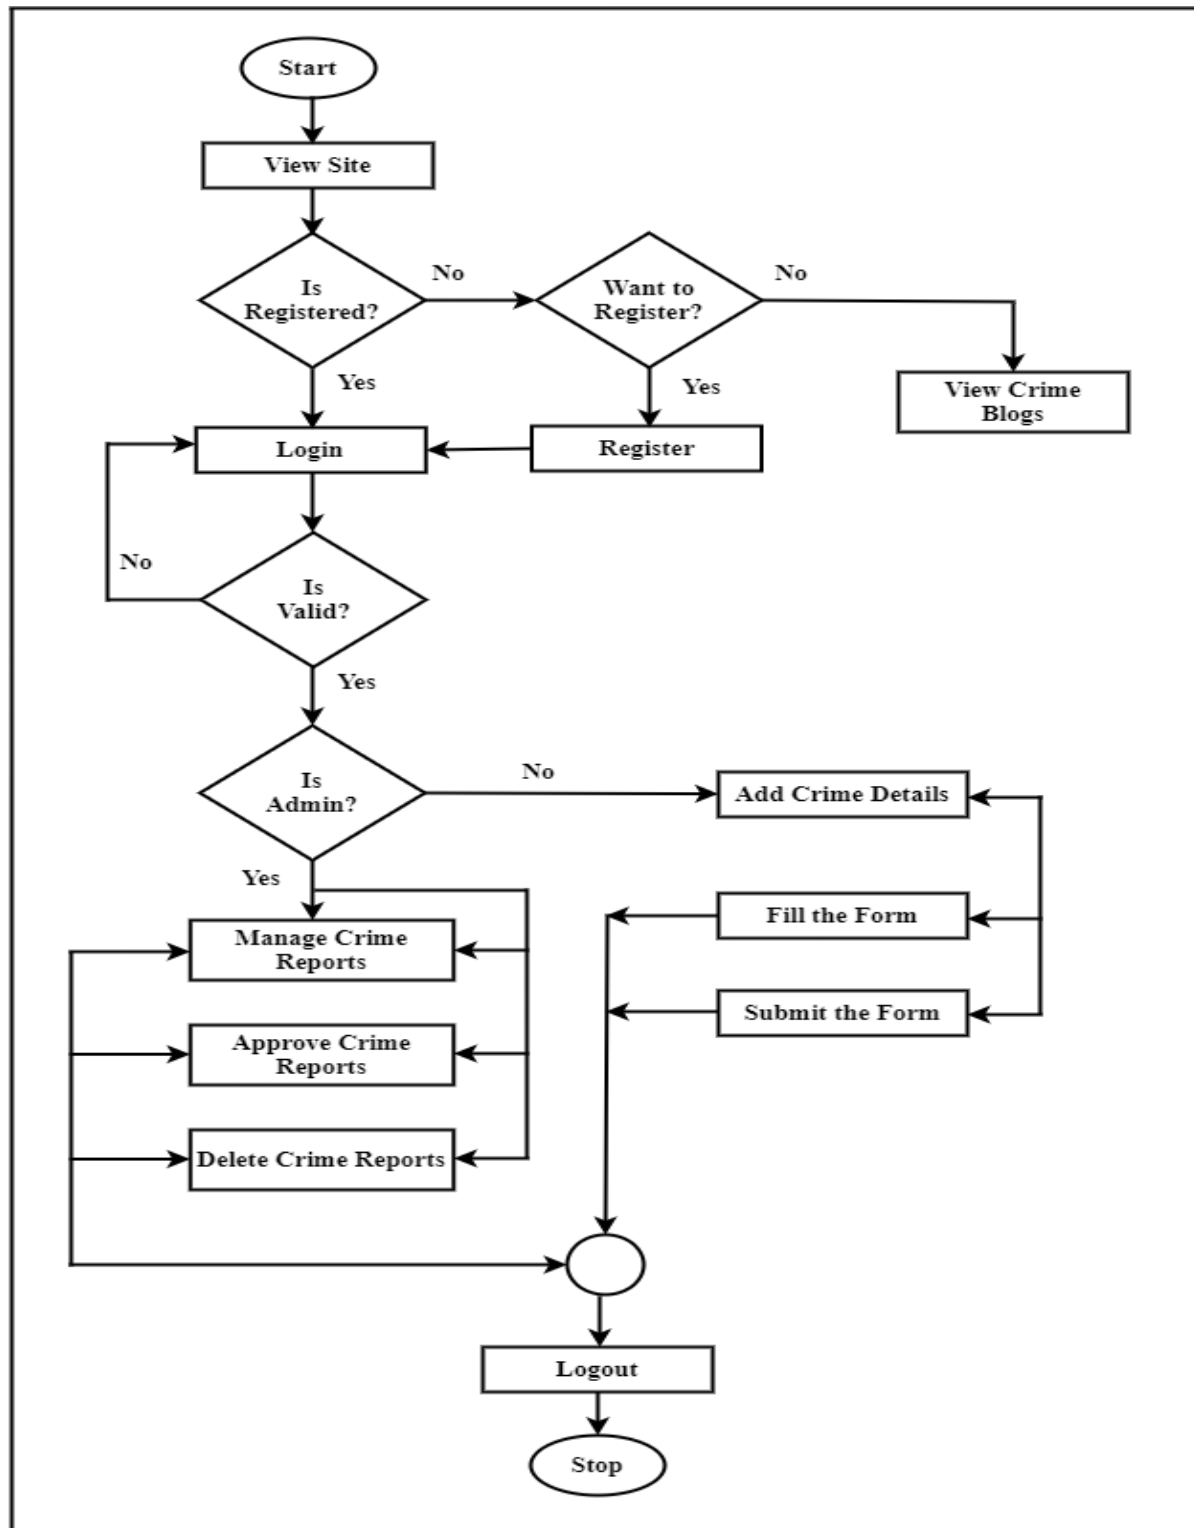 Start
View Site
Is
Registered?
No
Want to
Register?
No
Yes
Yes
View Crime
Blogs
Login
Register
No
Is
Valid?
Yes
Is
Admin?
No
Add Crime Details
Yes
Fill the Form
Manage Crime
Reports
Submit the Form
Approve Crime
Reports
Delete Crime Reports
Logout
Stop